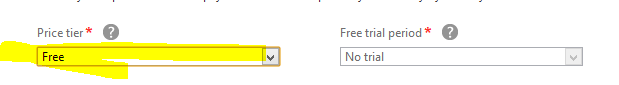 Price tier * ?
Free trial period * ?
Free
No trial